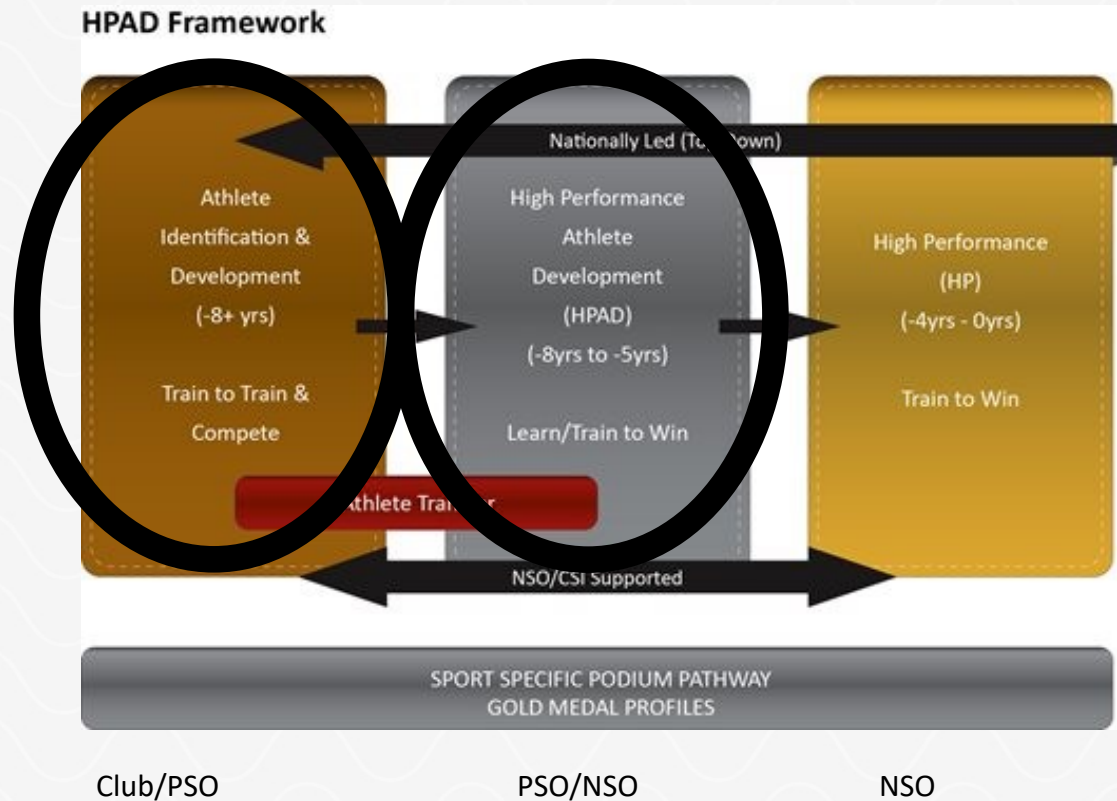 HPAD Framework
Nationally Led (To Down)
Athlete
Identification &
Development
(-8+ yrs)
Train to Train &
Compete
High Performance
Athlete
Development
(HPAD)
(-8yrs to -5yrs)
Learn/Train to Win
High Performance
(HP)
(-4yrs - 0yrs)
Train to Win
Athlete
NSO/CSI Supported
SPORT SPECIFIC PODIUM PATHWAY
GOLD MEDAL PROFILES
Club/PSO
PSO/NSO
NSO